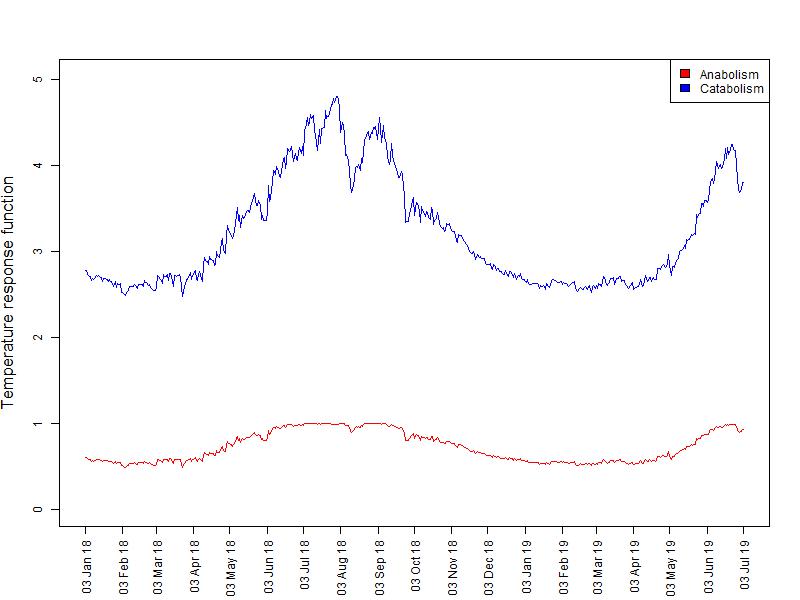 Anabolism
Catabolism
Temperature response function
5
4
3
2
1
0
03 Jan 18
03 Feb 18
03 Mar 18
03 Apr 18
03 May 18
03 Jun 18
03 Jul 18
03 Aug 18
03 Sep 18
03 Oct 18
03 Nov 18
03 Dec 18
03 Jan 19
03 Feb 19
03 Mar 19
03 Apr 19
03 May 19
03 Jun 19
03 Jul 19